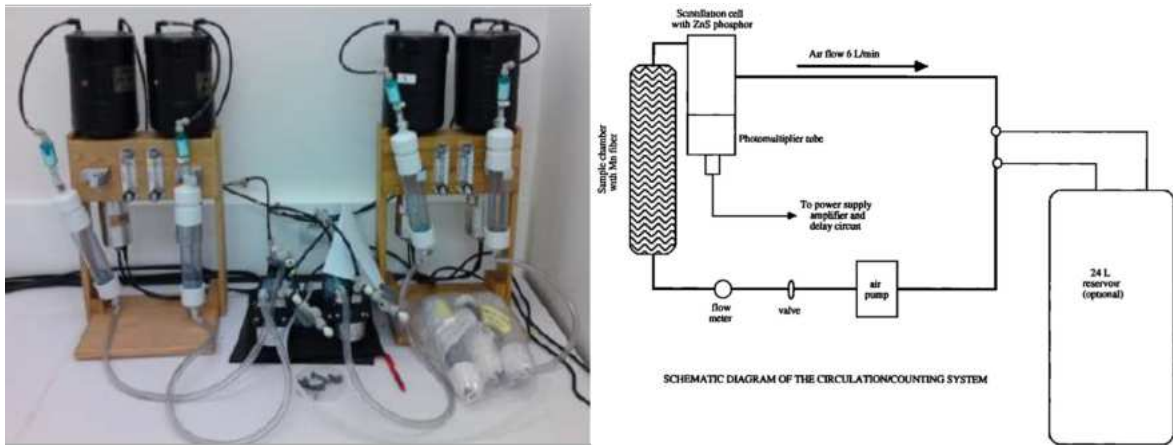 Scintillation cell
with ZnS phosphor
Air flow 6 L/min
Sample chamber
with Mn fiber
Photomultiplier tube
To power supply
amplifier and
delay circuit
24 L
reservoir
(optional)
air
pump
flow
meter
valve
SCHEMATIC DIAGRAM OF THE CIRCULATION/COUNTING SYSTEM